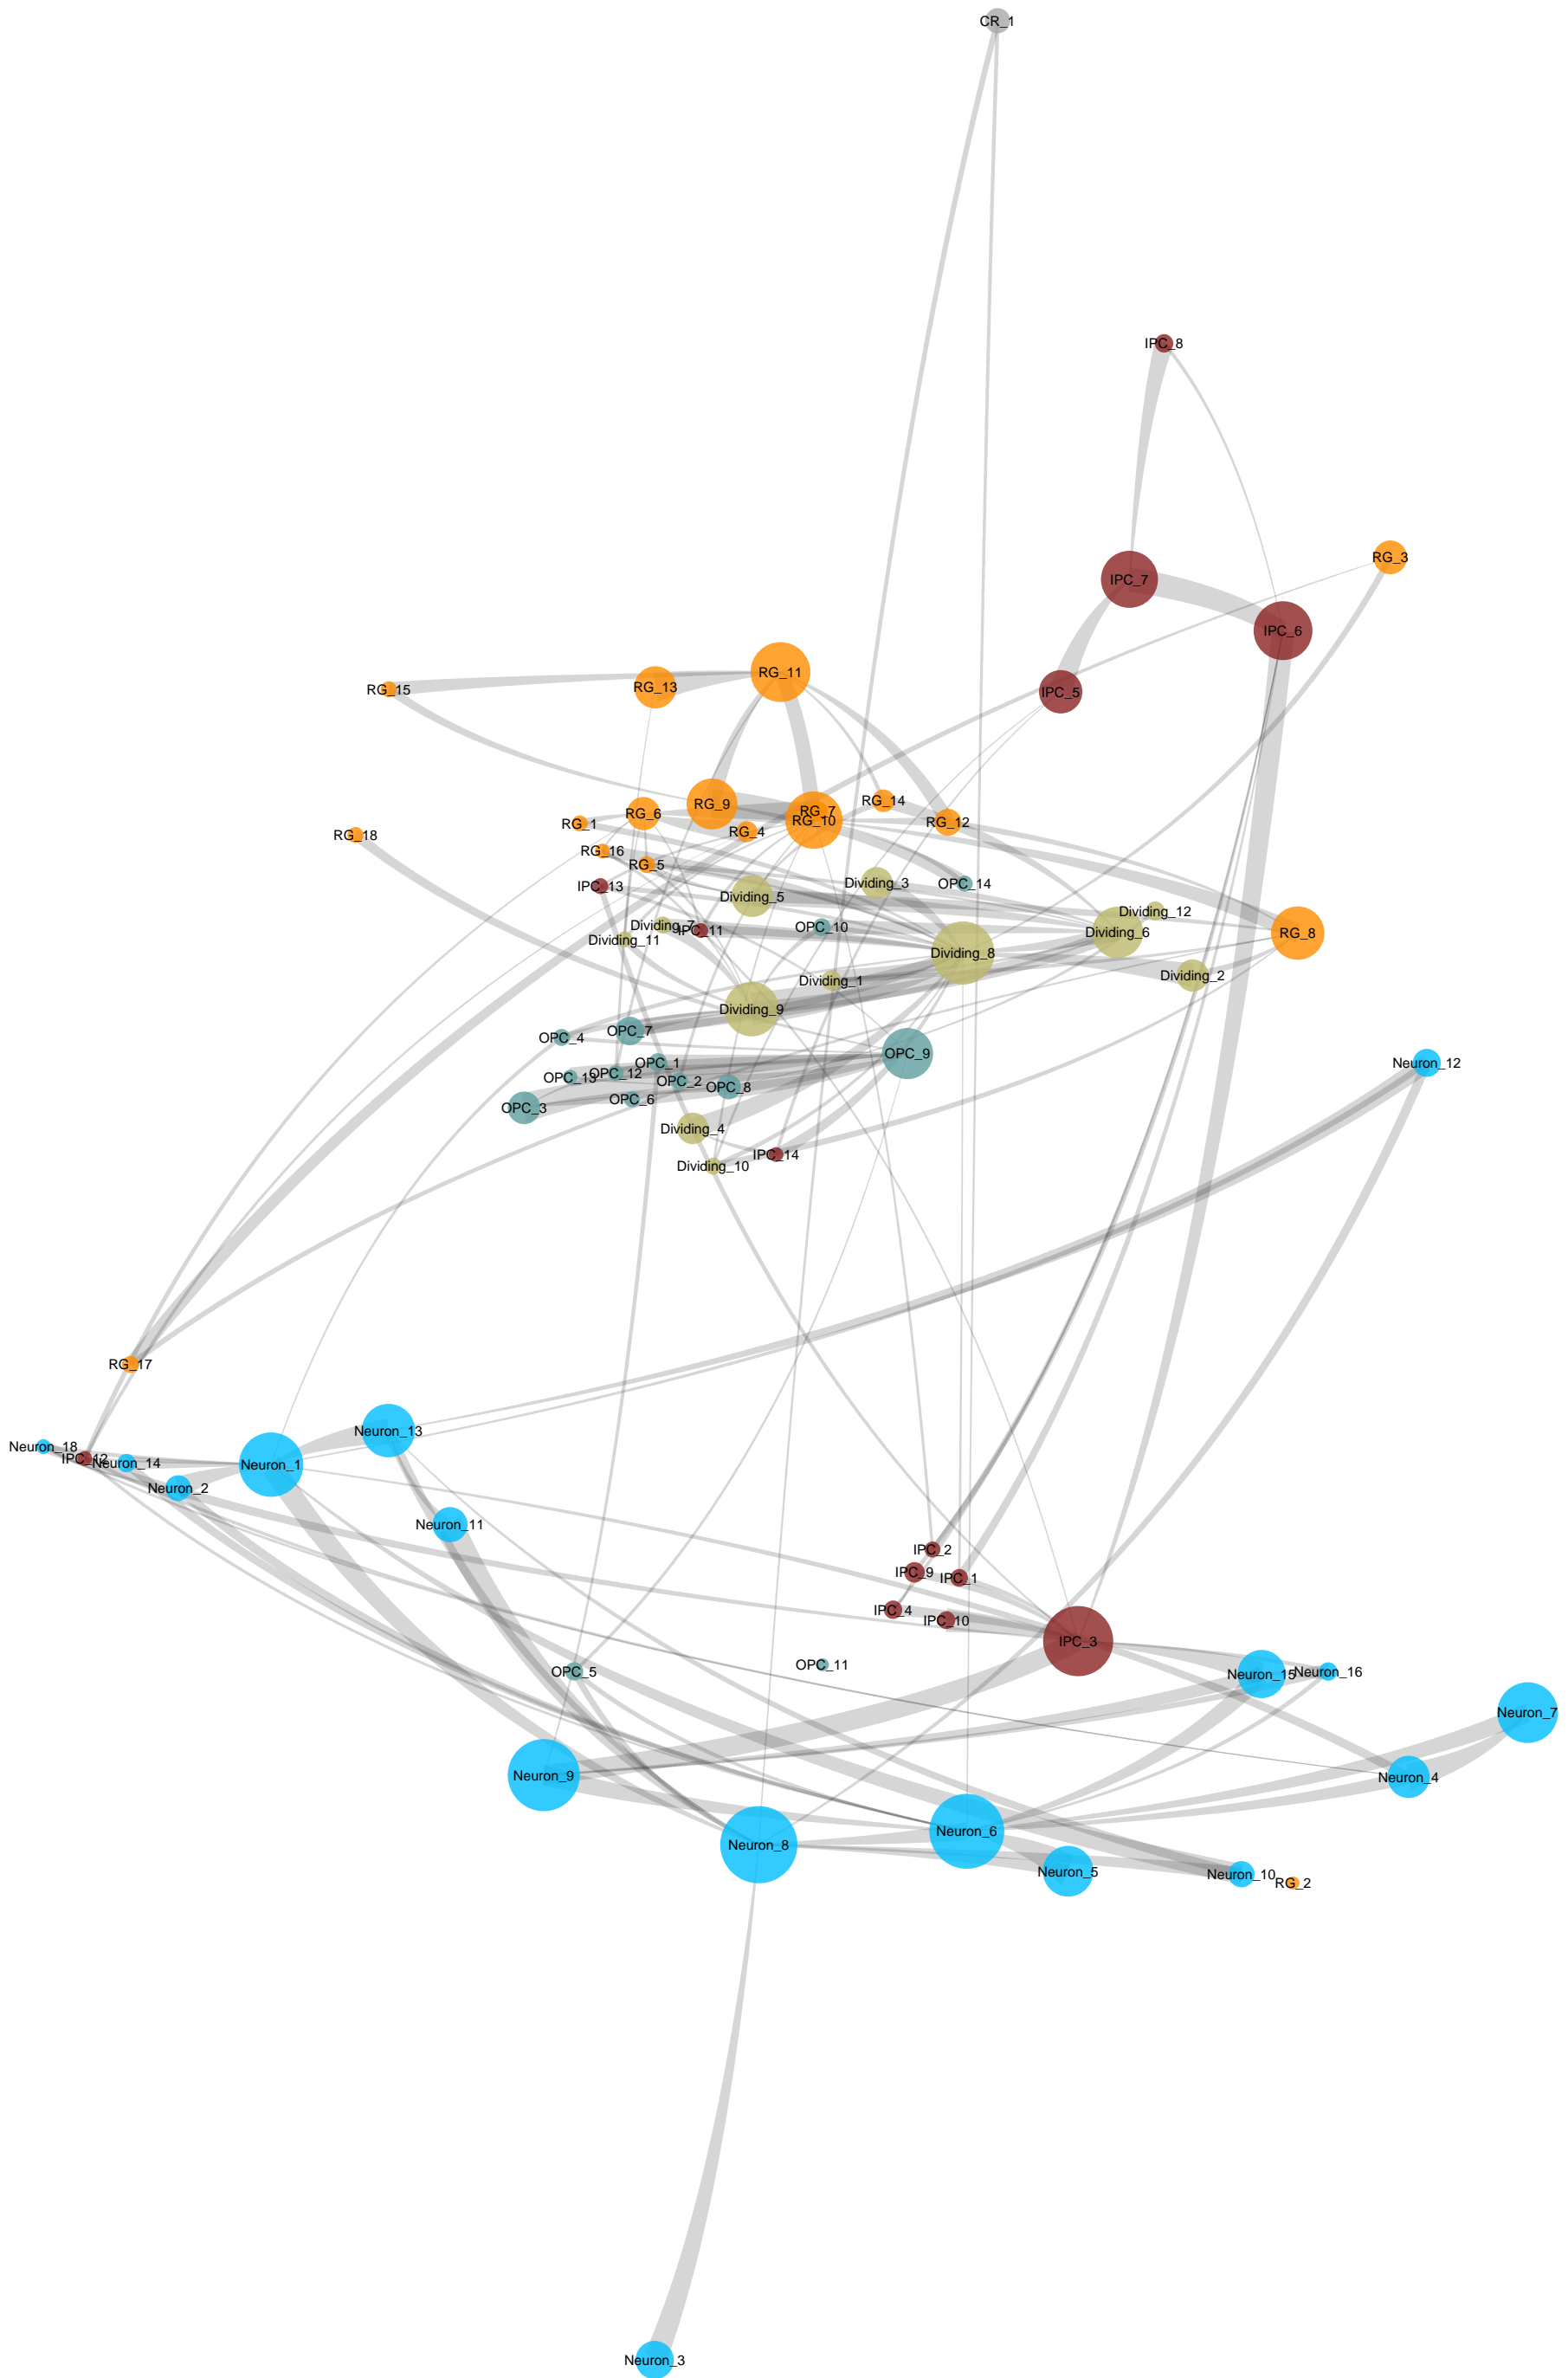 CR_1
IPC_8
RG_3
IPC_7
IPC_6
RG_11
RG_13
RG_15
IPC_5
RG_14
RG_9
RG_7
RG_6
RG_10
RG_12
RG_1
RG_4
RG_18
RG_16
RG_5
IPC_13
Dividing_3
OPC_14
Dividing_5
Dividing_12
Dividing_7
OPC_10
IPC_11
Dividing_6
RG_8
Dividing_11
Dividing_8
Dividing_2
Dividing_1
Dividing_9
OPC_7
OPC_4
OPC_9
OPC_1
Neuron_12
OPC_12
OPC_13
OPC_2
OPC_8
OPC_6
OPC_3
Dividing_4
IPC_14
Dividing_10
RG_17
Neuron_13
Neuron_18
IPC_12
Neuron_14
Neuron_1
Neuron_2
Neuron_11
IPC_2
IPC_9
IPC_1
IPC_4
IPC_10
IPC_3
OPC_11
OPC_5
Neuron_16
Neuron_15
Neuron_7
Neuron_9
Neuron_4
Neuron_6
Neuron_8
Neuron_5
Neuron_10
RG_2
Neuron_3